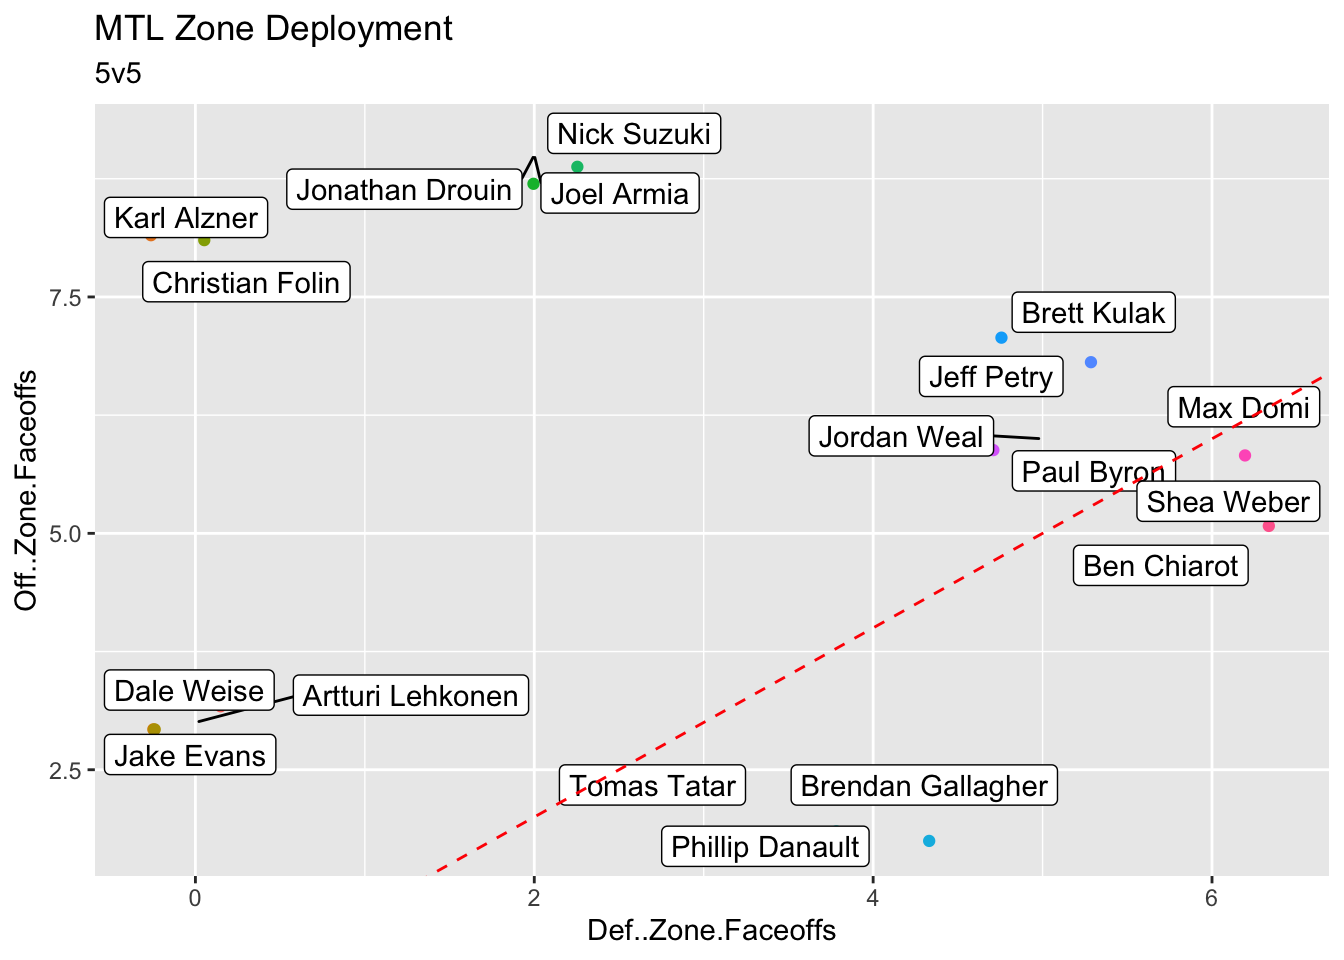 MTL Zone Deployment
5v5
Nick Suzuki
Jonathan Drouin
Joel Armia
Karl Alzner
Christian Folin
7.5
Brett Kulak
Jeff Petry
Max Domi
Jordan Weal
Paul Byron
Shea Weber
5.0
Ben Chiarot
Off..Zone.Faceoffs
Dale Weise
Artturi Lehkonen
Jake Evans
2.5
Tomas Tatar
Brendan Gallagher
Phillip Danault
0 2 4 6
Def..Zone.Faceoffs